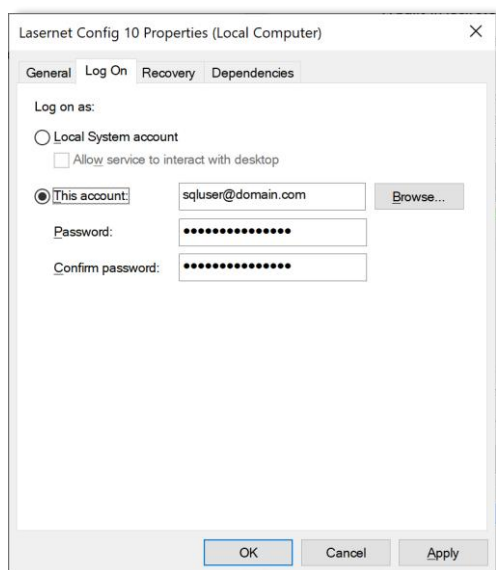 Lasernet Config 10 Properties (Local Computer)
General Log On Recovery Dependencies
Log on as:
Local System account
Allow service to interact with desktop
This account: sqluser@domain.com Browse...
Password: •••••••••••••••
Confirm password: •••••••••••••••
OK Cancel Apply